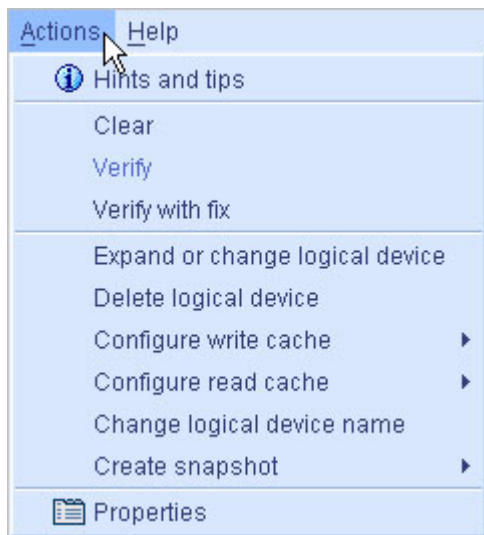 Actions Help
Hints and tips
Clear
Verify
Verify with fix
Expand or change logical device
Delete logical device
Configure write cache
Configure read cache
Change logical device name
Create snapshot
Properties